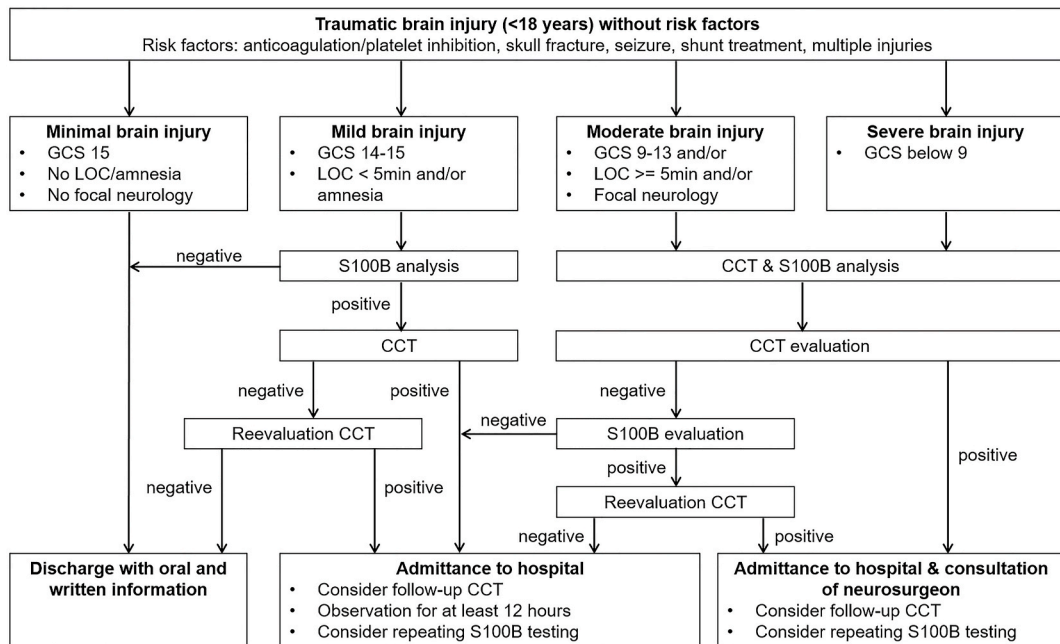 Traumatic brain injury (<18 years) without risk factors
Risk factors: anticoagulation/platelet inhibition, skull fracture, seizure, shunt treatment, multiple injuries
Minimal brain injury
• GCS 15
• No LOC/amnesia
• No focal neurology
Mild brain injury
• GCS 14-15
• LOC < 5min and/or
amnesia
Moderate brain injury
• GCS 9-13 and/or
• LOC >= 5min and/or
• Focal neurology
Severe brain injury
• GCS below 9
negative
S100B analysis
CCT & S100B analysis
positive
CCT
CCT evaluation
negative
positive
negative
Reevaluation CCT
negative
S100B evaluation
positive
negative
positive
positive
Reevaluation CCT
negative
positive
Discharge with oral and
written information
Admittance to hospital
• Consider follow-up CCT
• Observation for at least 12 hours
• Consider repeating S100B testing
Admittance to hospital & consultation
of neurosurgeon
• Consider follow-up CCT
• Consider repeating S100B testing